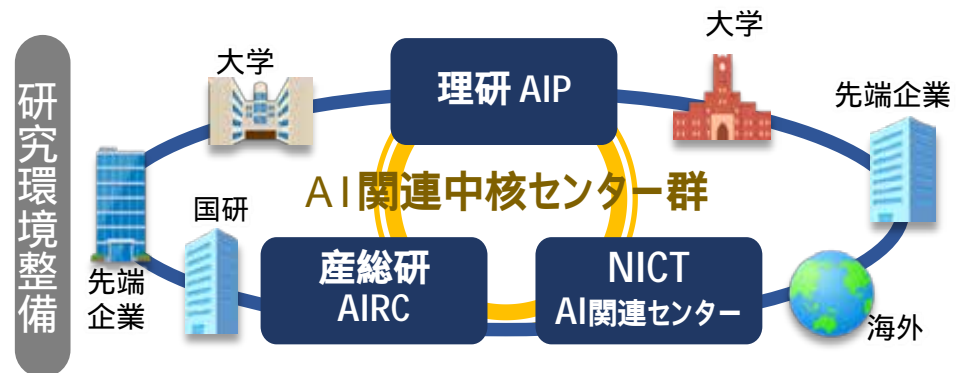 研究環境整備
大学
理研 AIP
大学
先端企業
AI関連中核センター群
国研
先端
企業
産総研
AIRC
NICT
AI関連センター
海外